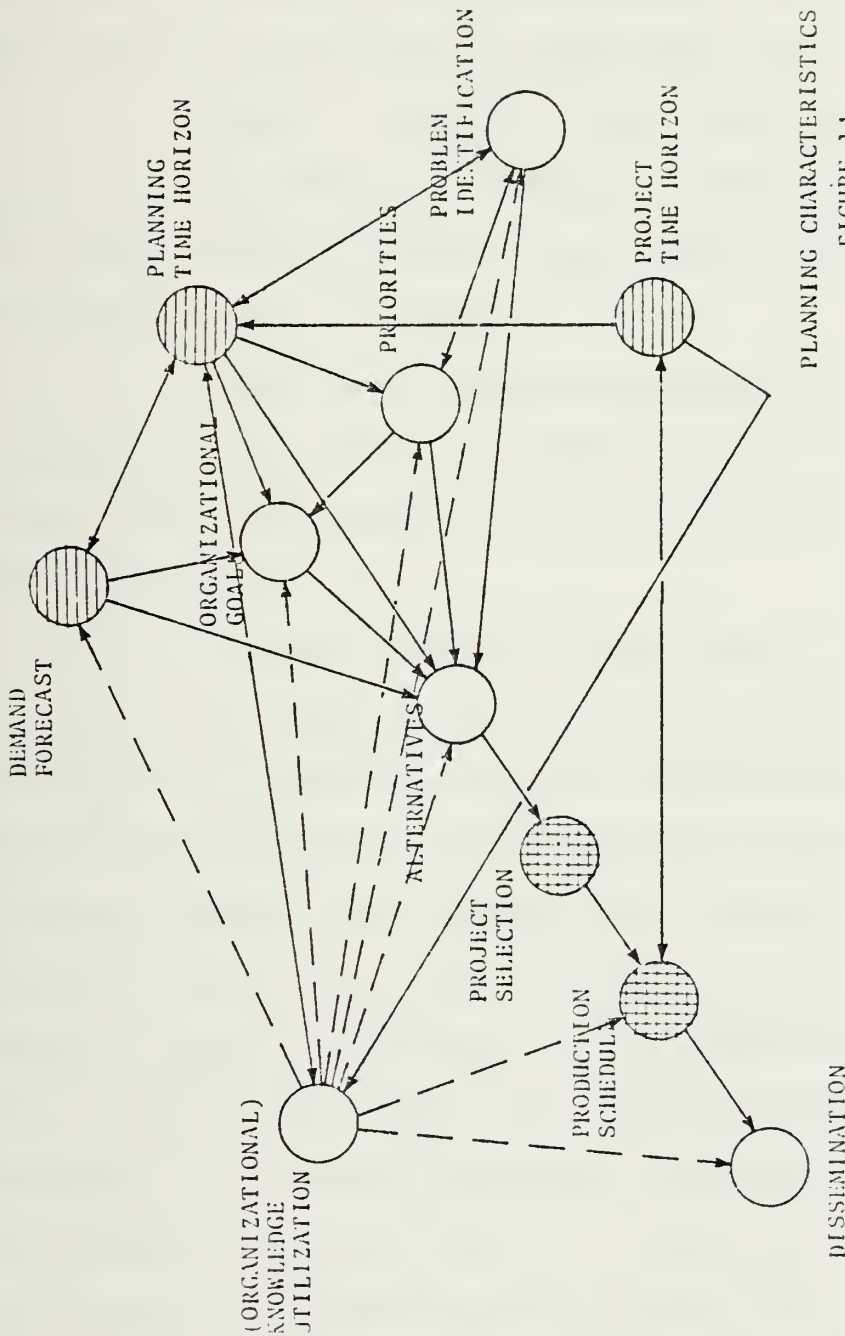 DEMAND
FORECAST
PLANNING
TIME HORIZON
ORGANIZATIONAL
GOALS
PRIORITIES
PROBLEM
IDENTIFICATION
(ORGANIZATIONAL)
KNOWLEDGE
UTILIZATION
ALTERNATIVES
PROJECT
SELECTION
PRODUCTION
SCHEDULE
PROJECT
TIME HORIZON
DISSEMINATION
PLANNING CHARACTERISTICS
FIGURE